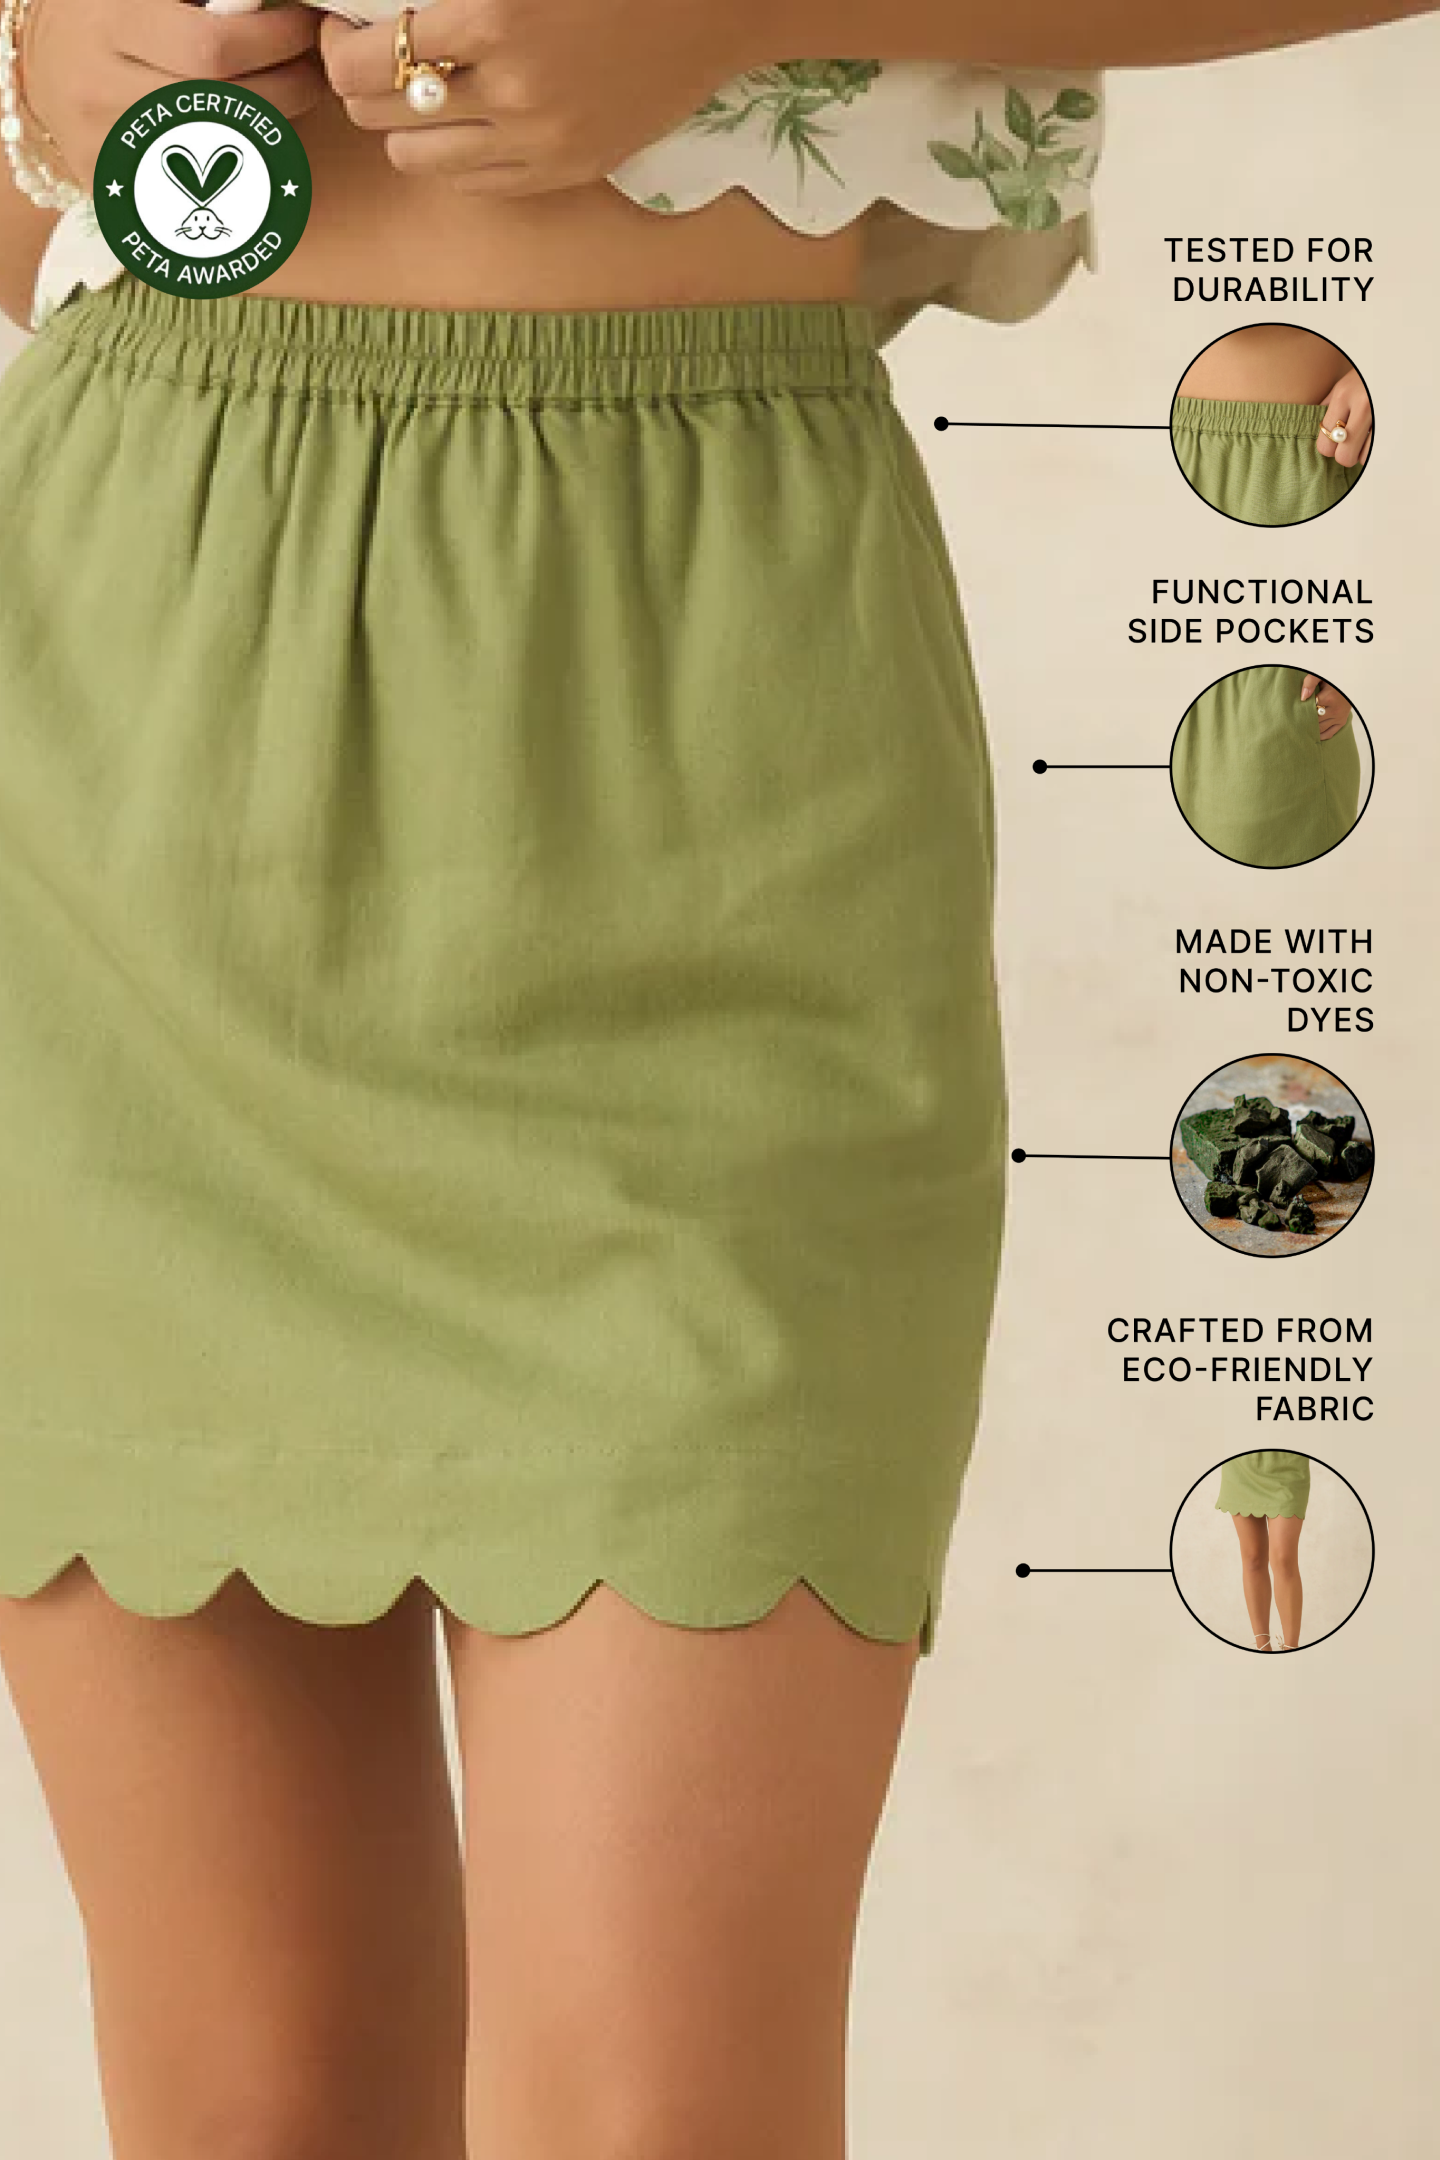 PETA CERTIFIED
PETA AWARDED
TESTED FOR
DURABILITY
FUNCTIONAL
SIDE POCKETS
MADE WITH
NON-TOXIC
DYES
CRAFTED FROM
ECO-FRIENDLY
FABRIC